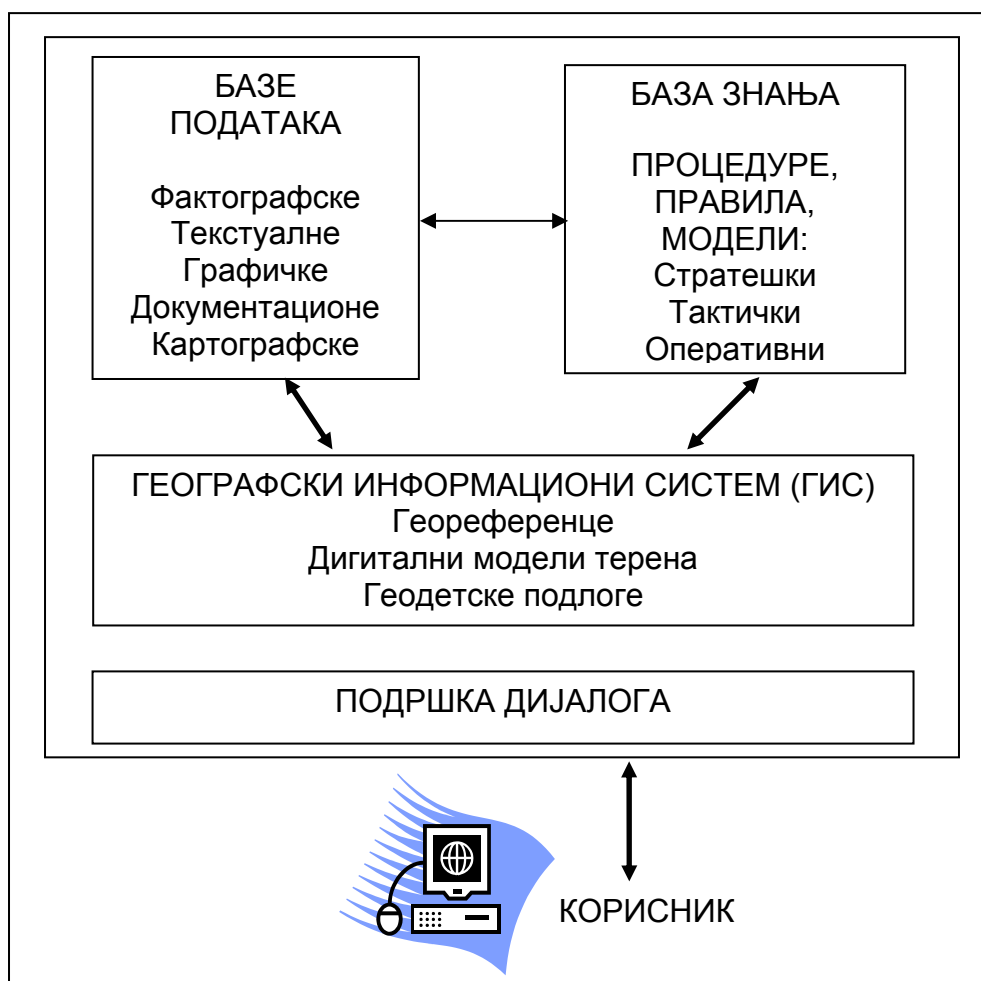 БАЗЕ
ПОДАТАКА
Фактографске
Текстуалне
Графичке
Документационе
Картографске
БАЗА ЗНАЊА
ПРОЦЕДУРЕ,
ПРАВИЛА,
МОДЕЛИ:
Стратешки
Тактички
Оперативни
ГЕОГРАФСКИ ИНФОРМАЦИОНИ СИСТЕМ (ГИС)
Геореференце
Дигитални модели терена
Геодетске подлоге
ПОДРШКА ДИЈАЛОГА
КОРИСНИК